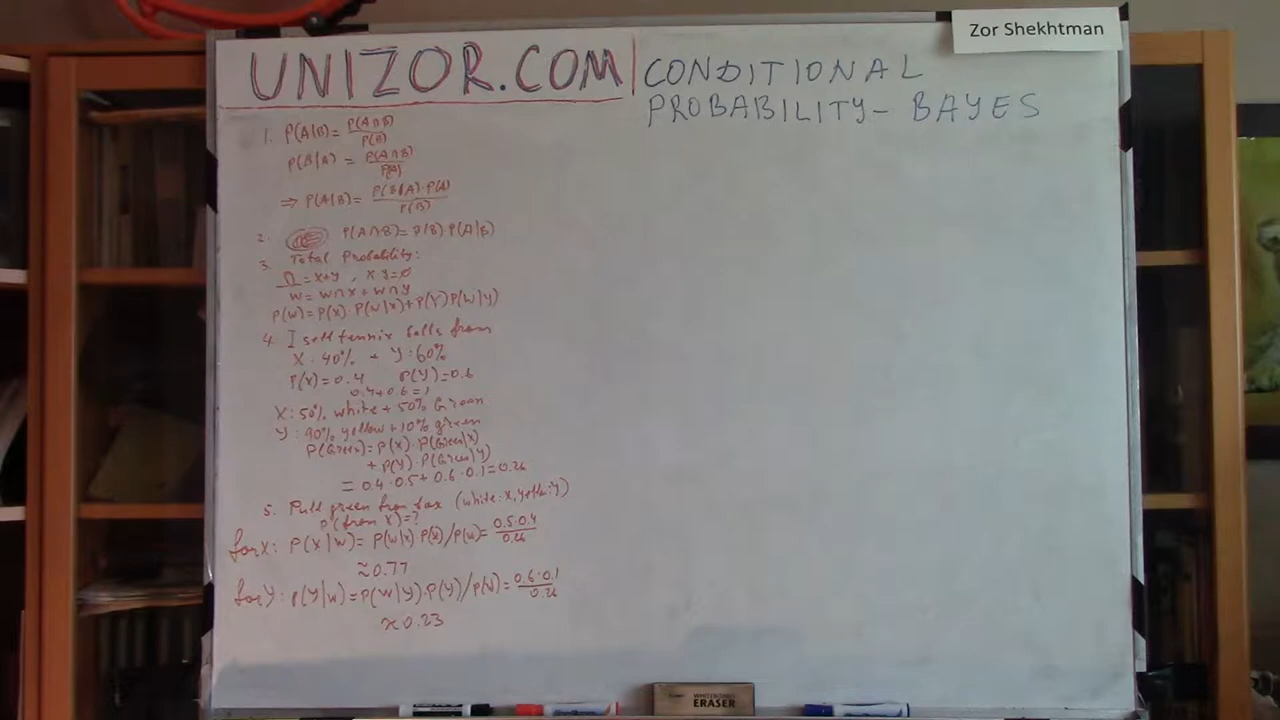 Zor Shekhtman
UNIZOR.COM
CONDITIONAL
PROBABILITY- BAYES
1. P(A|B)= P(A∩B)/P(B)
P(B|A) = P(A∩B)/P(A)
⇒ P(A|B)= P(B|A)·P(A)/P(B)
2. P(A∩B)=P(B)·P(A|B)
3. Total Probability:
Ω = X+Y , X·Y=∅
W= W∩X + W∩Y
P(W)=P(X)·P(W|X)+P(Y)P(W|Y)
4. I sell tennis balls from
X: 40% + Y: 60%
P(X)=0.4 P(Y)=0.6
0.4+0.6=1
X: 50% white + 50% Green
Y: 90% yellow +10% green
P(Green)=P(X)·P(Green|X)
+ P(Y)·P(Green|Y)
= 0.4·0.5+0.6·0.1=0.26
5. Pull green from box (white: X, yellow: Y)
P(from X)=?
for X: P(X|W)= P(W|X)·P(X)/P(W)= 0.5·0.4/0.26
≈0.77
for Y: P(Y|W)=P(W|Y)·P(Y)/P(W)= 0.6·0.1/0.26
≈0.23
WHITEBOARD
ERASER